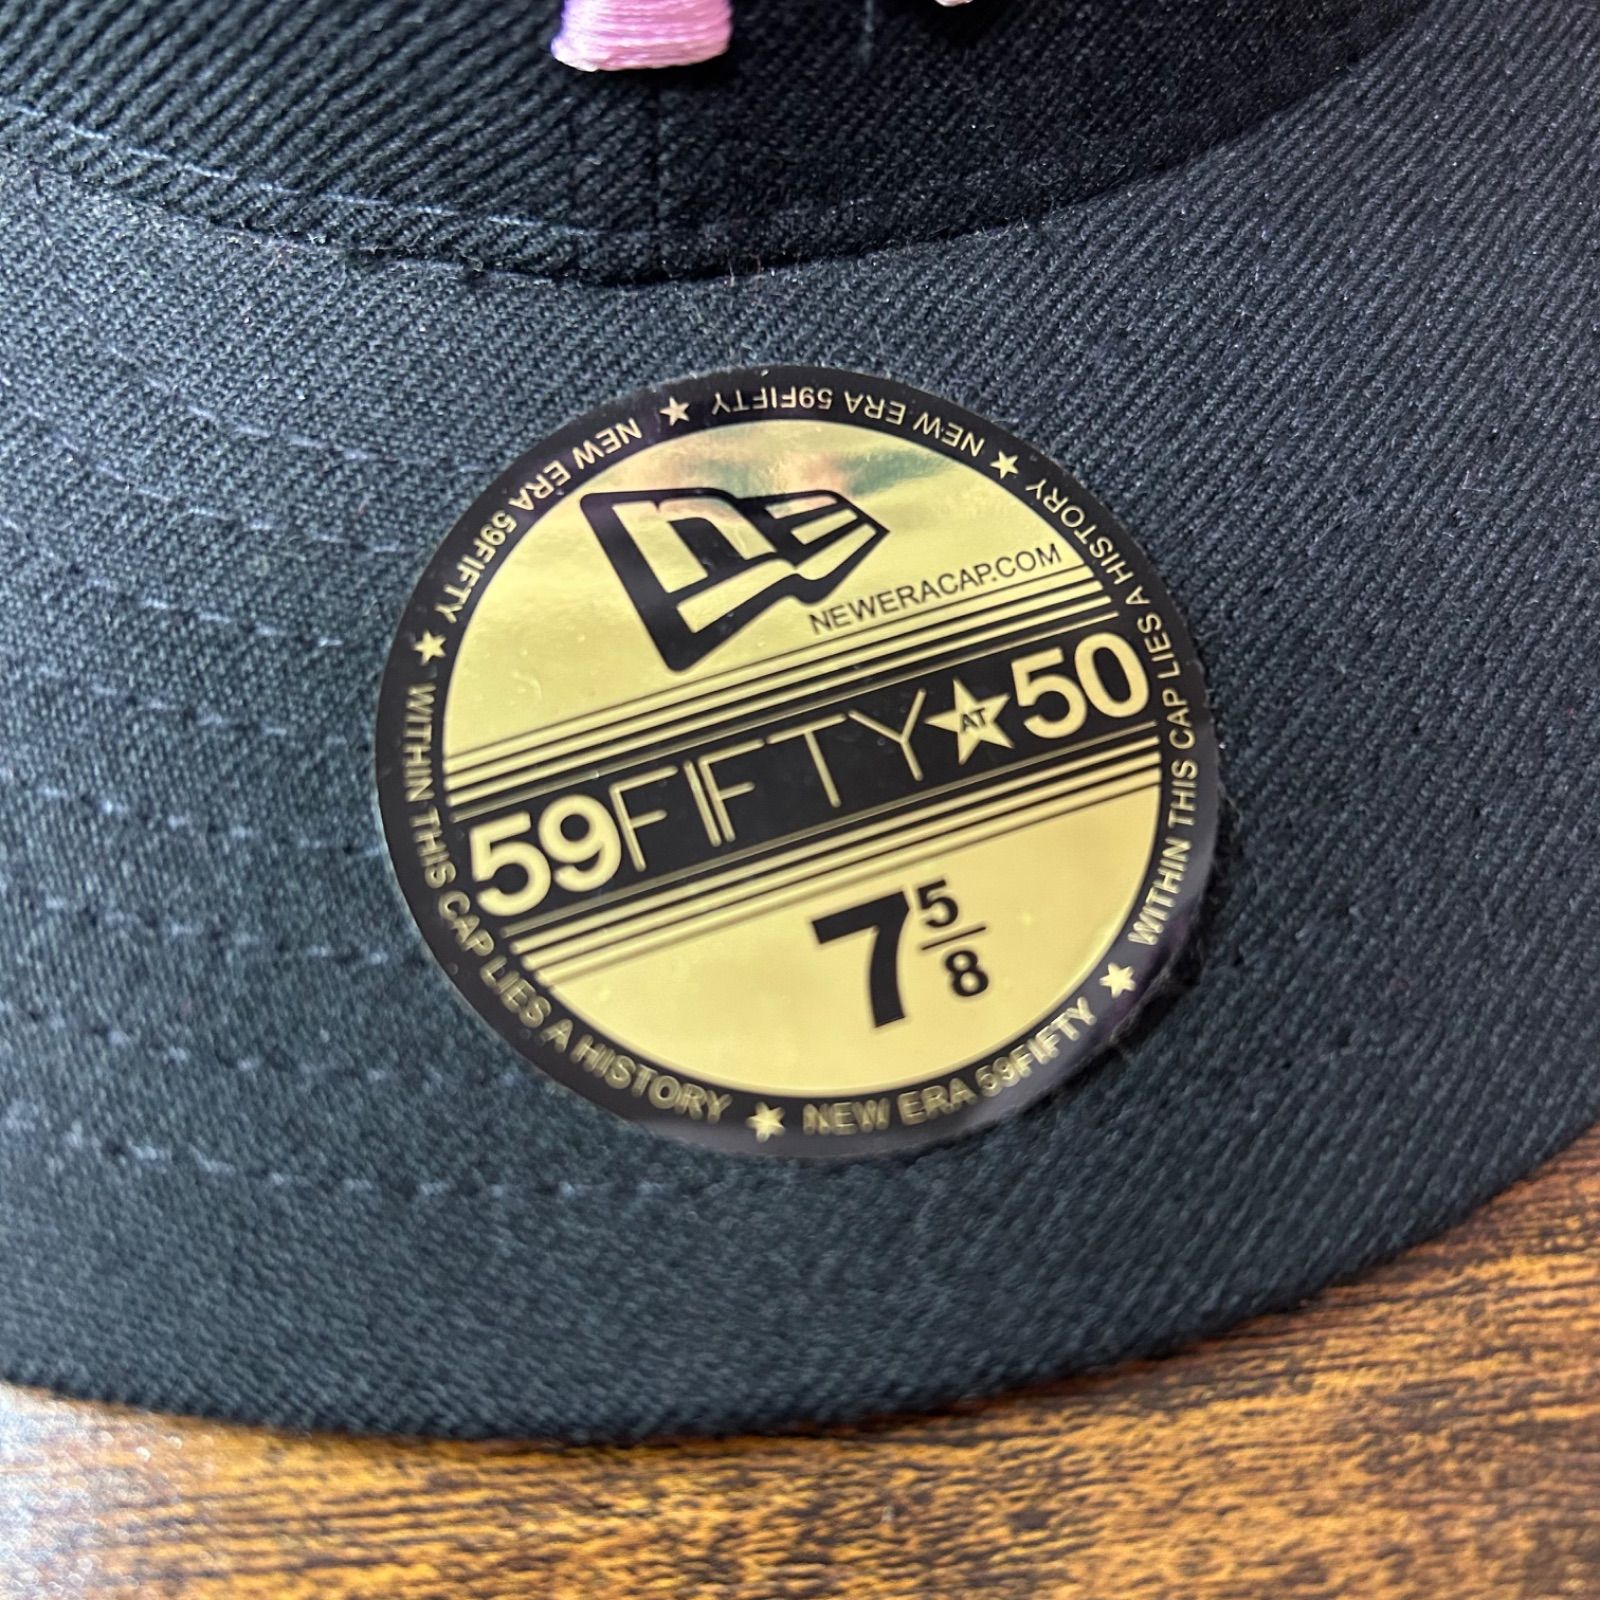 NEW ERA 59FIFTY ★ NEW ERA 59FIFTY ★ WITHIN THIS CAP LIES A HISTORY ★ NEW ERA 59FIFTY ★ WITHIN THIS CAP LIES A HISTORY ★
NE
NEWERACAP.COM
59FIFTY AT 50
7 5/8